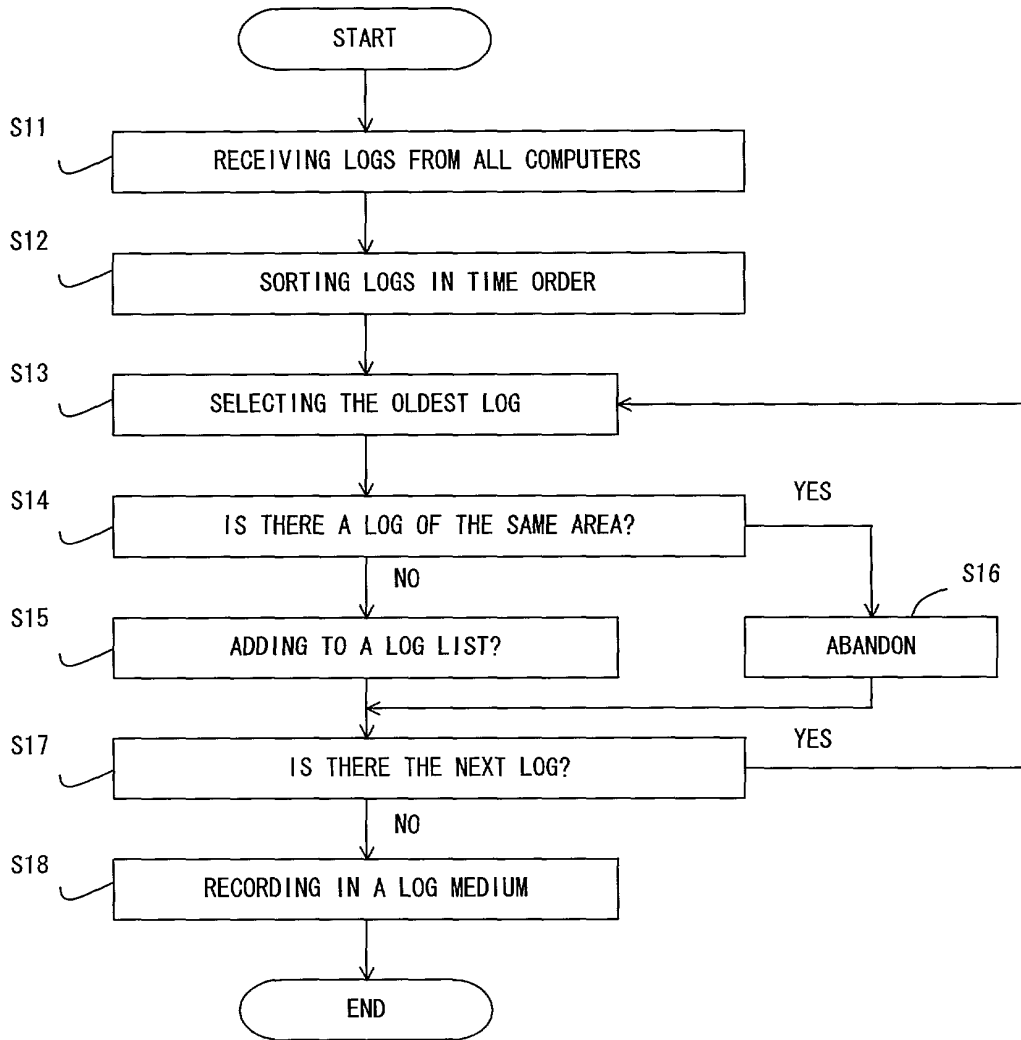 START
S11
RECEIVING LOGS FROM ALL COMPUTERS
S12
SORTING LOGS IN TIME ORDER
S13
SELECTING THE OLDEST LOG
S14
IS THERE A LOG OF THE SAME AREA?
YES
NO
S16
S15
ADDING TO A LOG LIST?
ABANDON
S17
IS THERE THE NEXT LOG?
YES
NO
S18
RECORDING IN A LOG MEDIUM
END